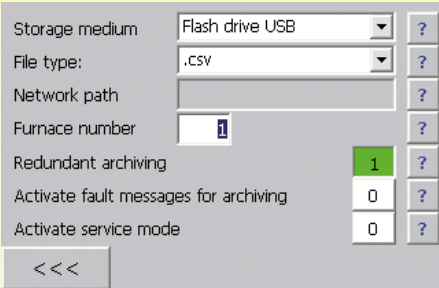 Storage medium Flash drive USB ?
File type: .csv ?
Network path ?
Furnace number 1 ?
Redundant archiving 1 ?
Activate fault messages for archiving 0 ?
Activate service mode 0 ?
<<<